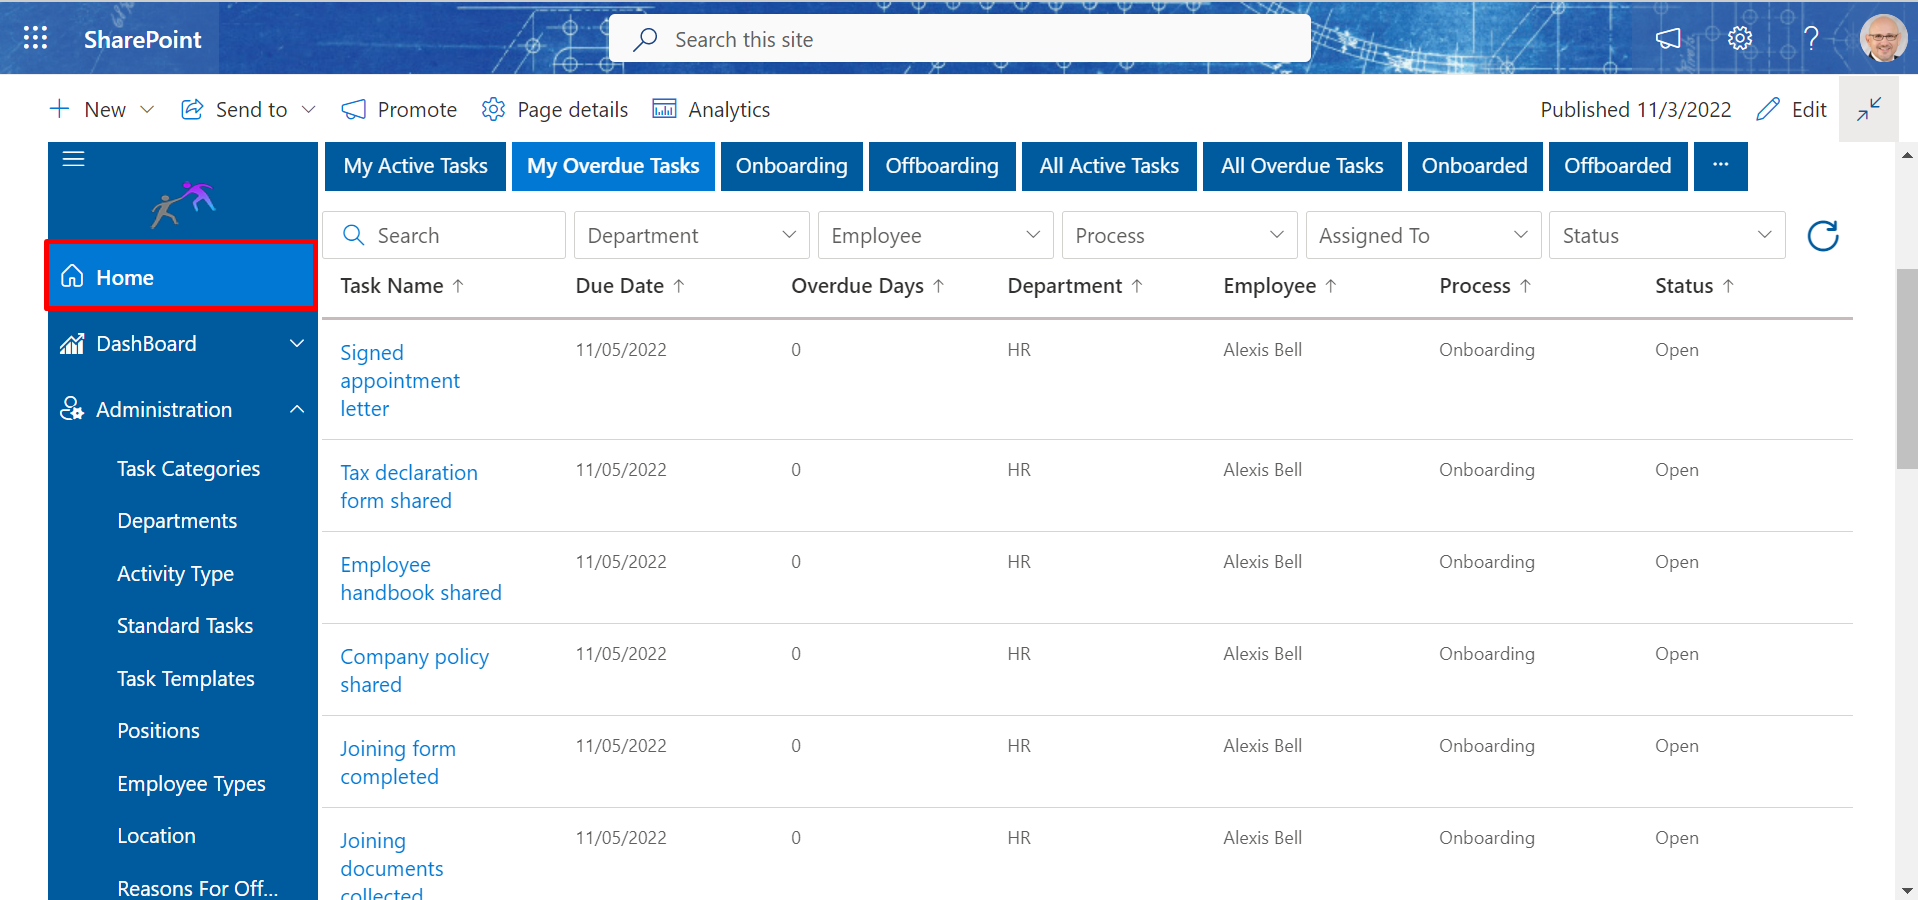 SharePoint
Search this site
New
Send to
Promote
Page details
Analytics
Published 11/3/2022
Edit
My Active Tasks
My Overdue Tasks
Onboarding
Offboarding
All Active Tasks
All Overdue Tasks
Onboarded
Offboarded
...
Home
DashBoard
Administration
Task Categories
Departments
Activity Type
Standard Tasks
Task Templates
Positions
Employee Types
Location
Reasons For Off...
Search
Department
Employee
Process
Assigned To
Status
Task Name ↑ Due Date ↑ Overdue Days ↑ Department ↑ Employee ↑ Process ↑ Status ↑
Signed
appointment
letter
11/05/2022 0 HR Alexis Bell Onboarding Open
Tax declaration
form shared
11/05/2022 0 HR Alexis Bell Onboarding Open
Employee
handbook shared
11/05/2022 0 HR Alexis Bell Onboarding Open
Company policy
shared
11/05/2022 0 HR Alexis Bell Onboarding Open
Joining form
completed
11/05/2022 0 HR Alexis Bell Onboarding Open
Joining
documents
collected
11/05/2022 0 HR Alexis Bell Onboarding Open